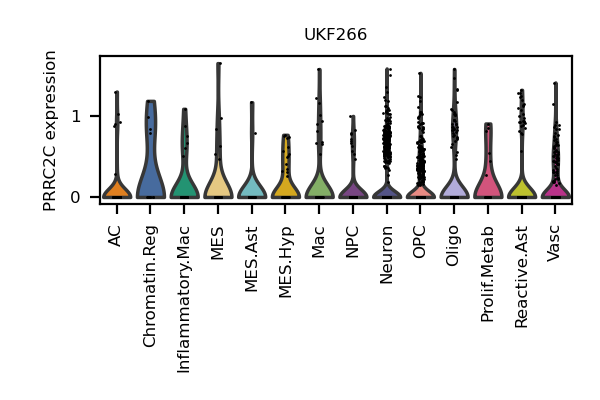 UKF266
PRRC2C expression
1
0
AC
Chromatin.Reg
Inflammatory.Mac
MES
MES.Ast
MES.Hyp
Mac
NPC
Neuron
OPC
Oligo
Prolif.Metab
Reactive.Ast
Vasc